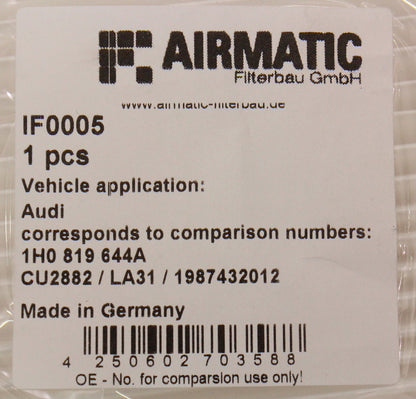 AIRMATIC
Filterbau GmbH
www.airmatic-filterbau.de
IF0005
1 pcs
Vehicle application:
Audi
corresponds to comparison numbers:
1H0 819 644A
CU2882 / LA31 / 1987432012
Made in Germany
4 250602 703588
OE - No. for comparsion use only!